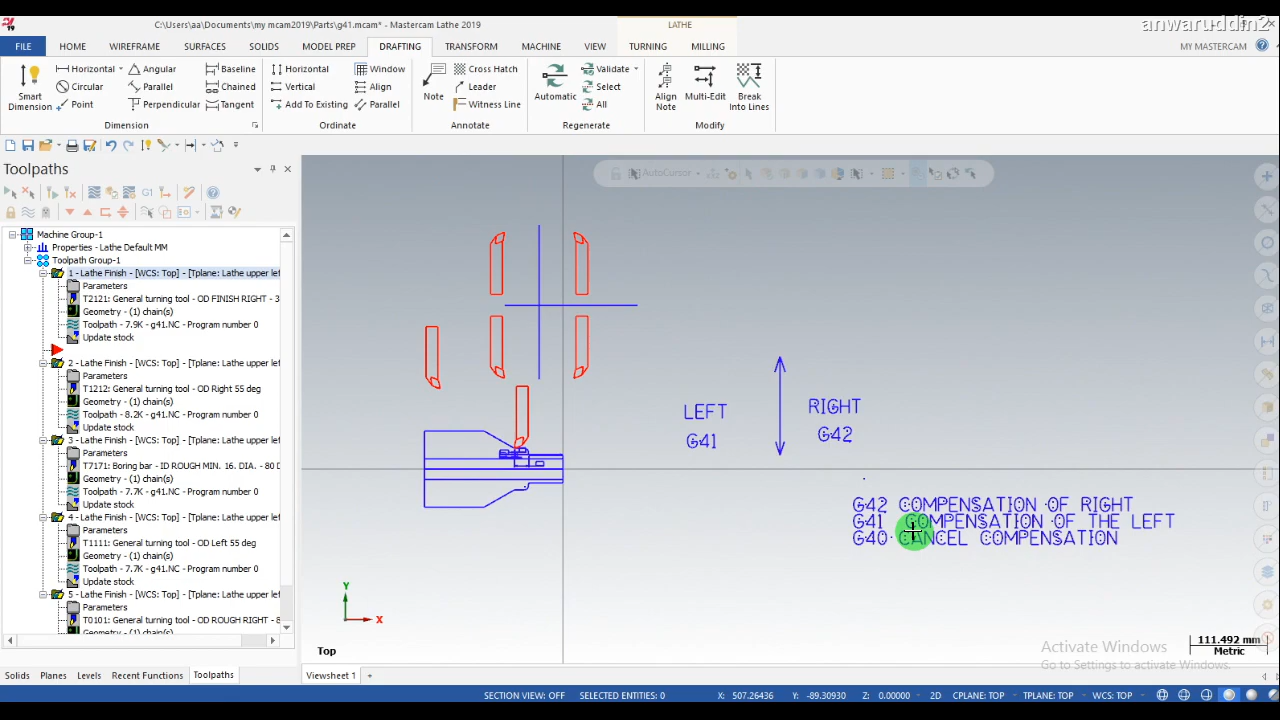 C:\Users\aa\Documents\my mcam2019\Parts\g41.mcam* - Mastercam Lathe 2019
LATHE
anwaruddin2
FILE HOME WIREFRAME SURFACES SOLIDS MODEL PREP DRAFTING TRANSFORM MACHINE VIEW TURNING MILLING MY MASTERCAM
Smart Dimension
Horizontal Angular Baseline
Circular Parallel Chained
Point Perpendicular Tangent
Dimension
Horizontal Window
Vertical Align
Add To Existing Parallel
Ordinate
Note
Cross Hatch
Leader
Witness Line
Annotate
Automatic
Validate
Select
All
Regenerate
Align Note
Multi-Edit
Break Into Lines
Modify
Toolpaths
G1
AutoCursor
Machine Group-1
Properties - Lathe Default MM
Toolpath Group-1
1 - Lathe Finish - [WCS: Top] - [Tplane: Lathe upper lef
Parameters
T2121: General turning tool - OD FINISH RIGHT - 3
Geometry - (1) chain(s)
Toolpath - 7.9K - g41.NC - Program number 0
Update stock
2 - Lathe Finish - [WCS: Top] - [Tplane: Lathe upper lef
Parameters
T1212: General turning tool - OD Right 55 deg
Geometry - (1) chain(s)
Toolpath - 8.2K - g41.NC - Program number 0
Update stock
3 - Lathe Finish - [WCS: Top] - [Tplane: Lathe upper lef
Parameters
T7171: Boring bar - ID ROUGH MIN. 16. DIA. - 80 D
Geometry - (1) chain(s)
Toolpath - 7.7K - g41.NC - Program number 0
Update stock
4 - Lathe Finish - [WCS: Top] - [Tplane: Lathe upper lef
Parameters
T1111: General turning tool - OD Left 55 deg
Geometry - (1) chain(s)
Toolpath - 7.7K - g41.NC - Program number 0
Update stock
5 - Lathe Finish - [WCS: Top] - [Tplane: Lathe upper lef
Parameters
T0101: General turning tool - OD ROUGH RIGHT - 8
Geometry - (1) chain(s)
LEFT
G41
RIGHT
G42
G42 COMPENSATION OF RIGHT
G41 COMPENSATION OF THE LEFT
G40 CANCEL COMPENSATION
Y
X
Top
111.492 mm
Metric
Activate Windows
Go to Settings to activate Windows.
Solids Planes Levels Recent Functions Toolpaths
Viewsheet 1 +
SECTION VIEW: OFF SELECTED ENTITIES: 0 X: 507.26436 Y: -89.30930 Z: 0.00000 2D CPLANE: TOP TPLANE: TOP WCS: TOP